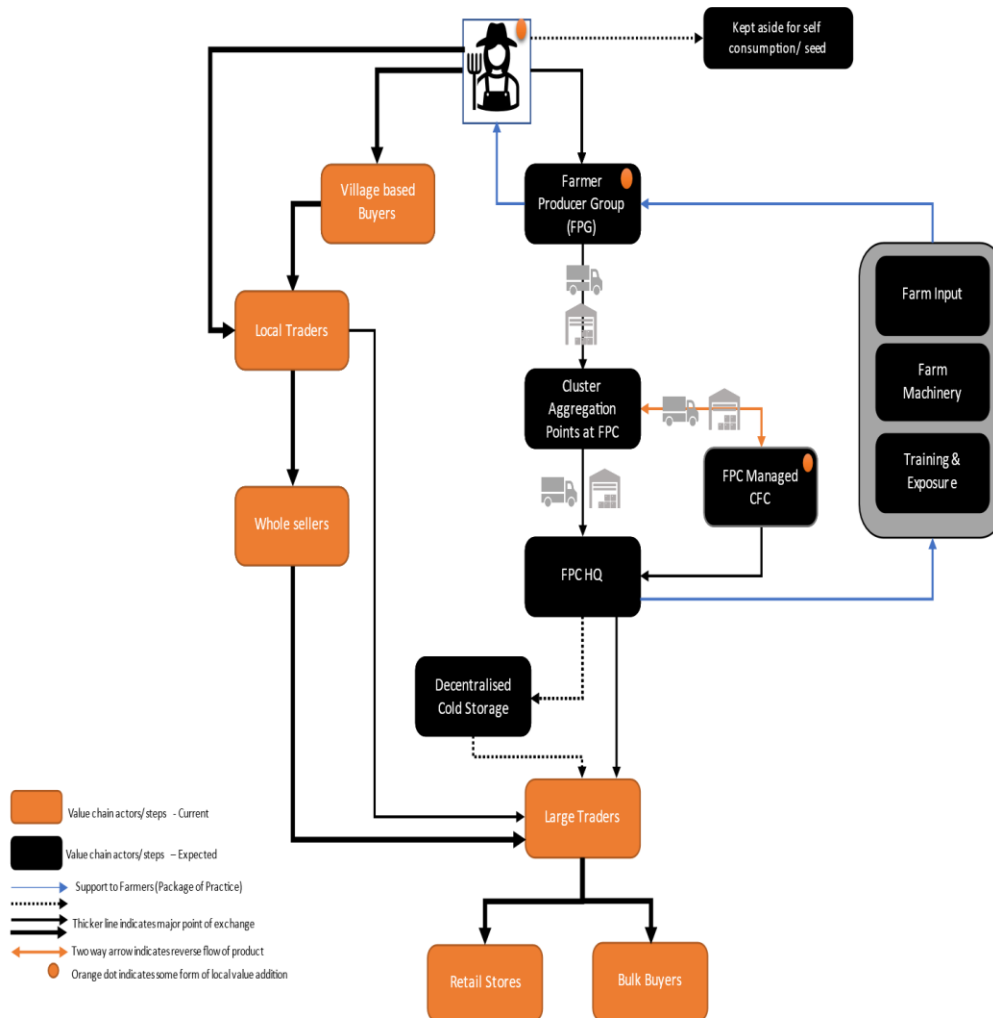 Kept aside for self
consumption/ seed
Village based
Buyers
Farmer
Producer Group
(FPG)
Farm Input
Local Traders
Farm
Machinery
Cluster
Aggregation
Points at FPC
Training &
Exposure
FPC Managed
CFC
Whole sellers
FPC HQ
Decentralised
Cold Storage
Large Traders
Value chain actors/steps - Current
Value chain actors/steps – Expected
Support to Farmers (Package of Practice)
Thicker line indicates major point of exchange
Two way arrow indicates reverse flow of product
Orange dot indicates some form of local value addition
Retail Stores
Bulk Buyers